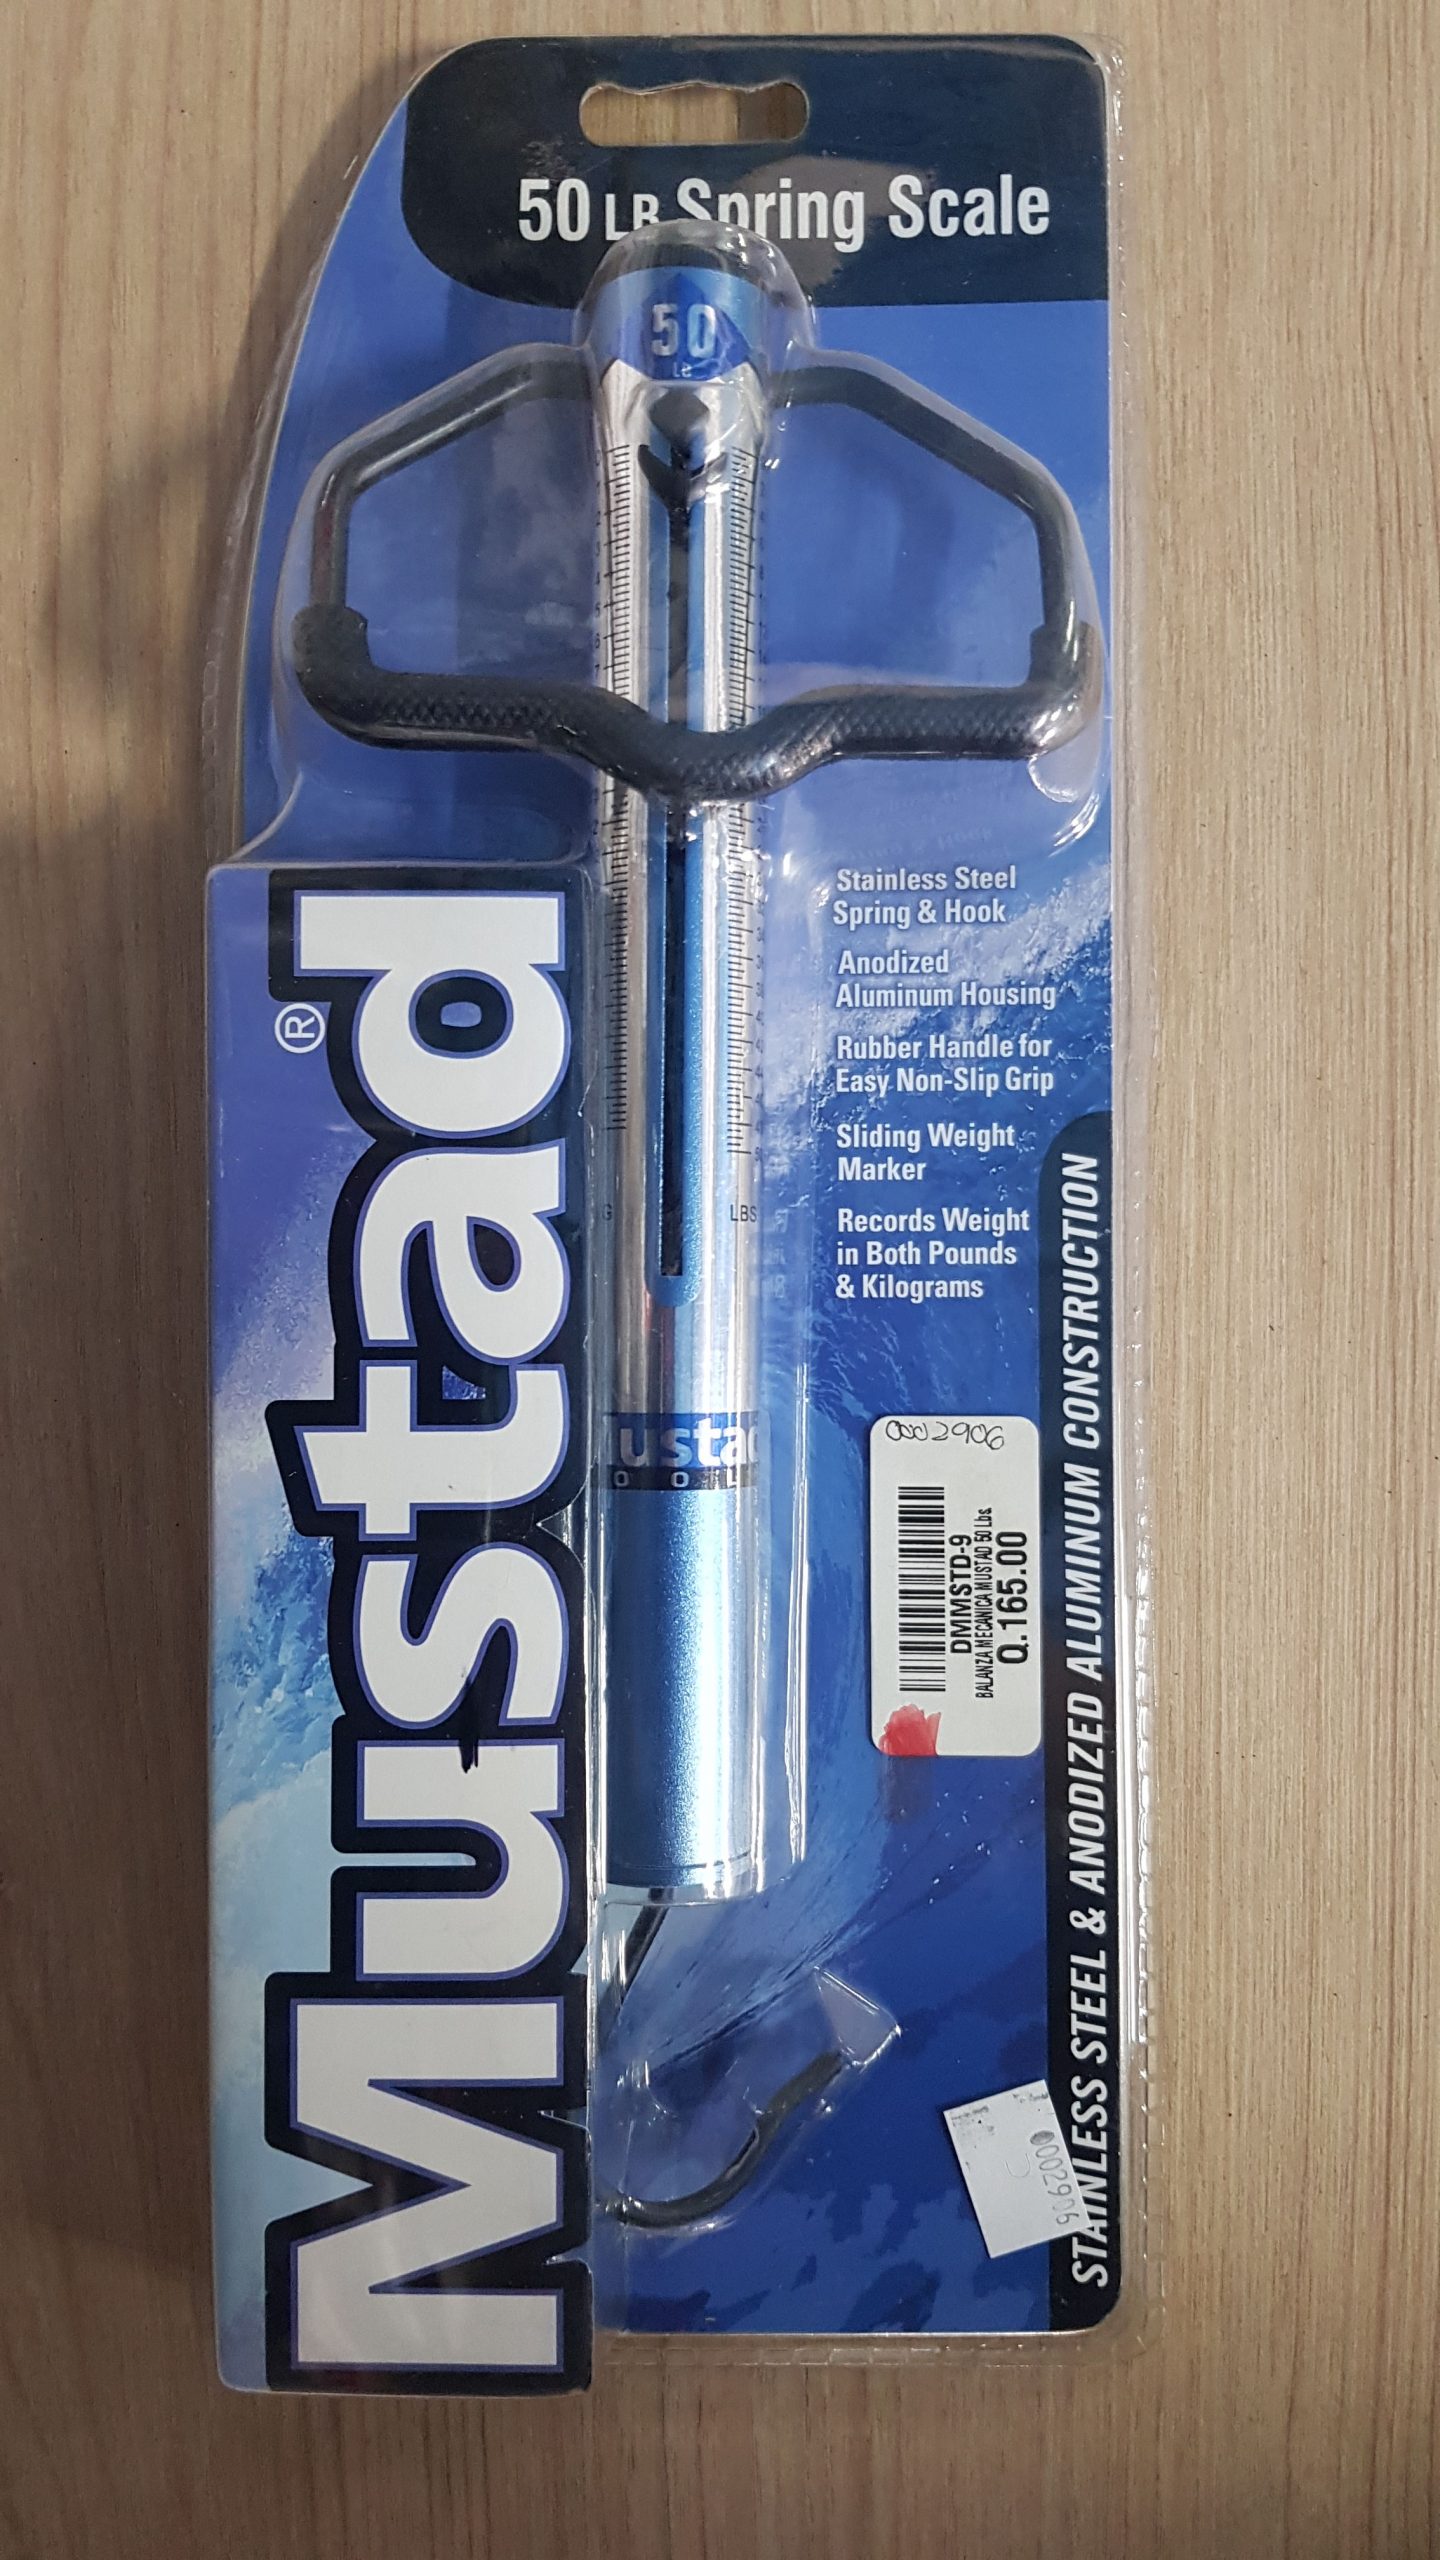 50 LB Spring Scale
50
LB
Stainless Steel
Spring & Hook
Anodized
Aluminum Housing
Rubber Handle for
Easy Non-Slip Grip
Sliding Weight
Marker
Records Weight
in Both Pounds
& Kilograms
LBS
Mustad®
STAINLESS STEEL & ANODIZED ALUMINUM CONSTRUCTION
0002906
DMMSTD-9
BALANZA MECANICA MUSTAD 50 Lbs.
Q.165.00
0002906